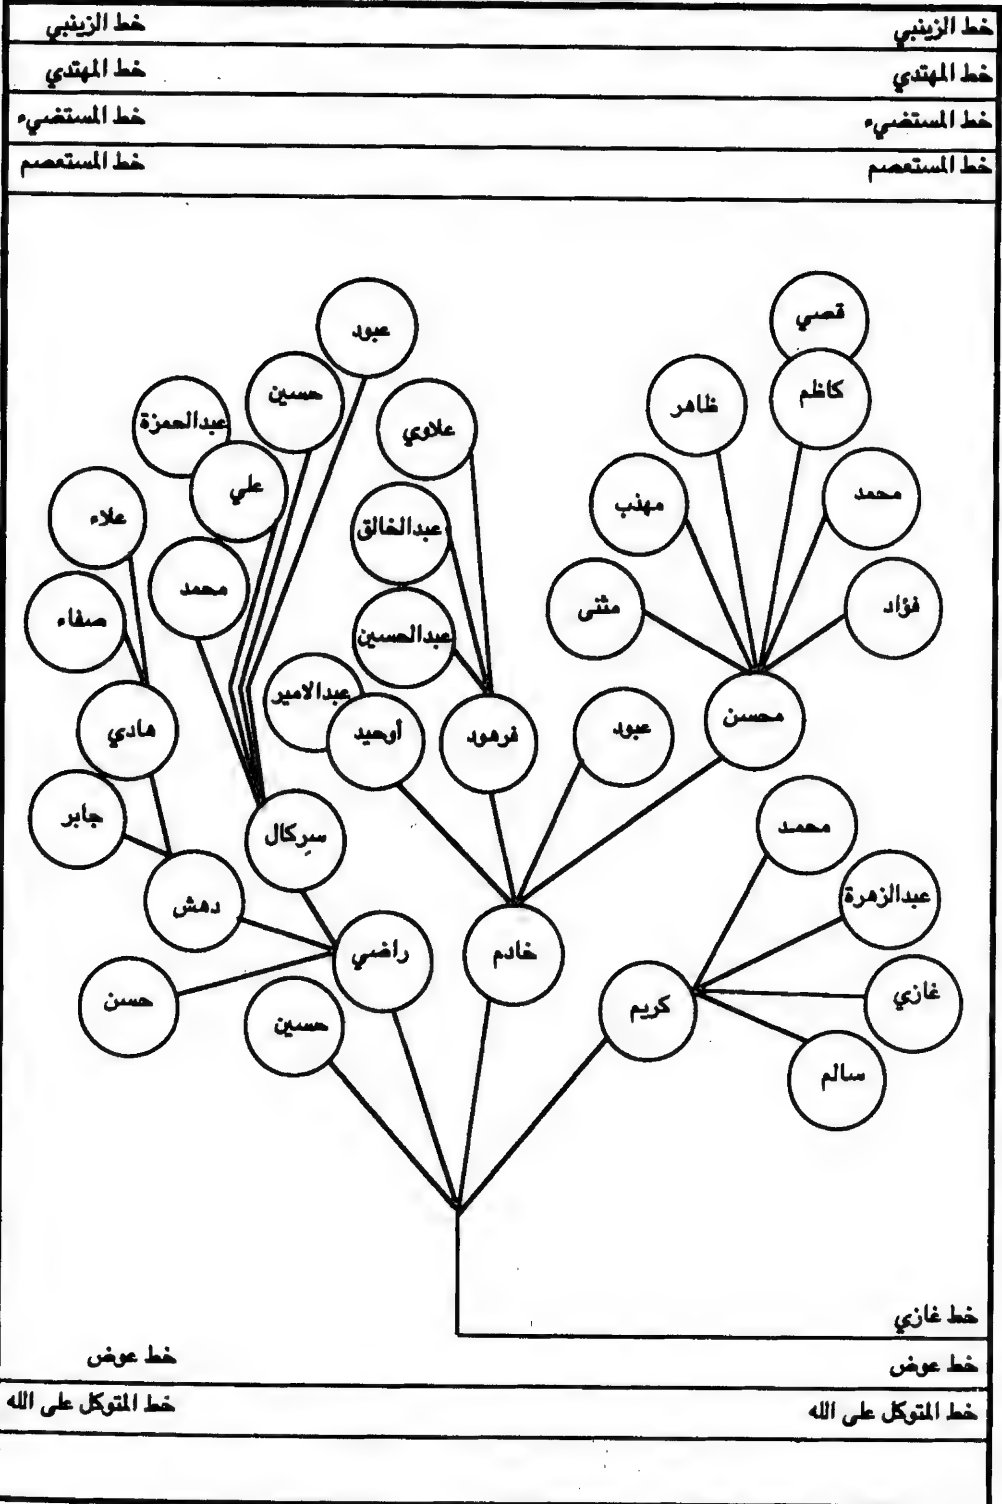 خط الزينبي خط الزينبي
خط المهتدي خط المهتدي
خط المستضيء خط المستضيء
خط المستعصم خط المستعصم
قصي
عبود
كاظم
حسين
ظاهر
علاوي
عبدالحمزة
علي
محمد
مهذب
عبدالخالق
علاء
محمد
فؤاد
مثنى
عبدالحسين
صفاء
عبدالامير
محسن
عبود
فرهود
أوحيد
هادي
محمد
جابر
سركال
عبدالزهرة
دهش
خادم
راضي
غازي
كريم
حسن
حسين
سالم
خط غازي
خط عوض خط عوض
خط المتوكل على الله خط المتوكل على الله